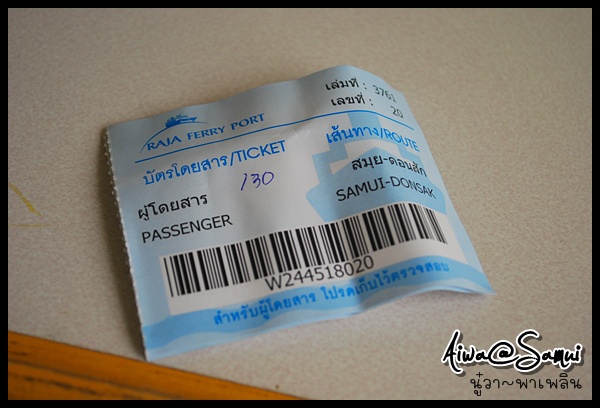 เล่มที่ : 3761
เลขที่ : 20
RAJA FERRY PORT
บัตรโดยสาร/TICKET
เส้นทาง/ROUTE
130
สมุย-ดอนสัก
ผู้โดยสาร
SAMUI-DONSAK
PASSENGER
W244518020
สำหรับผู้โดยสาร โปรดเก็บไว้ตรวจสอบ
Aiwa@Samui
นู๋วา~พาเพลิน